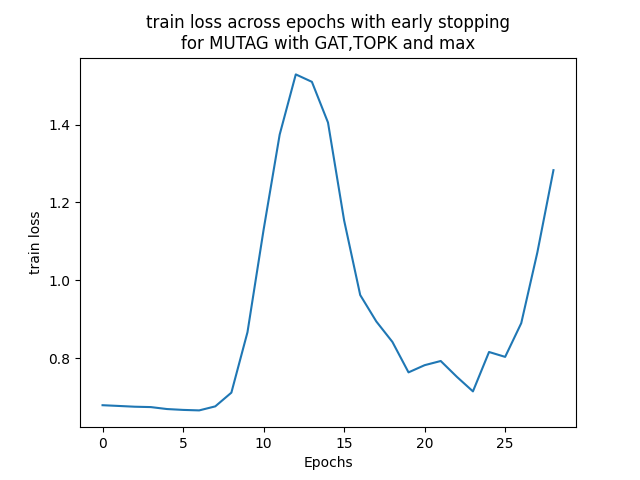 train loss across epochs with early stopping
for MUTAG with GAT,TOPK and max
1.4
1.2
1.0
0.8
train loss
0 5 10 15 20 25
Epochs